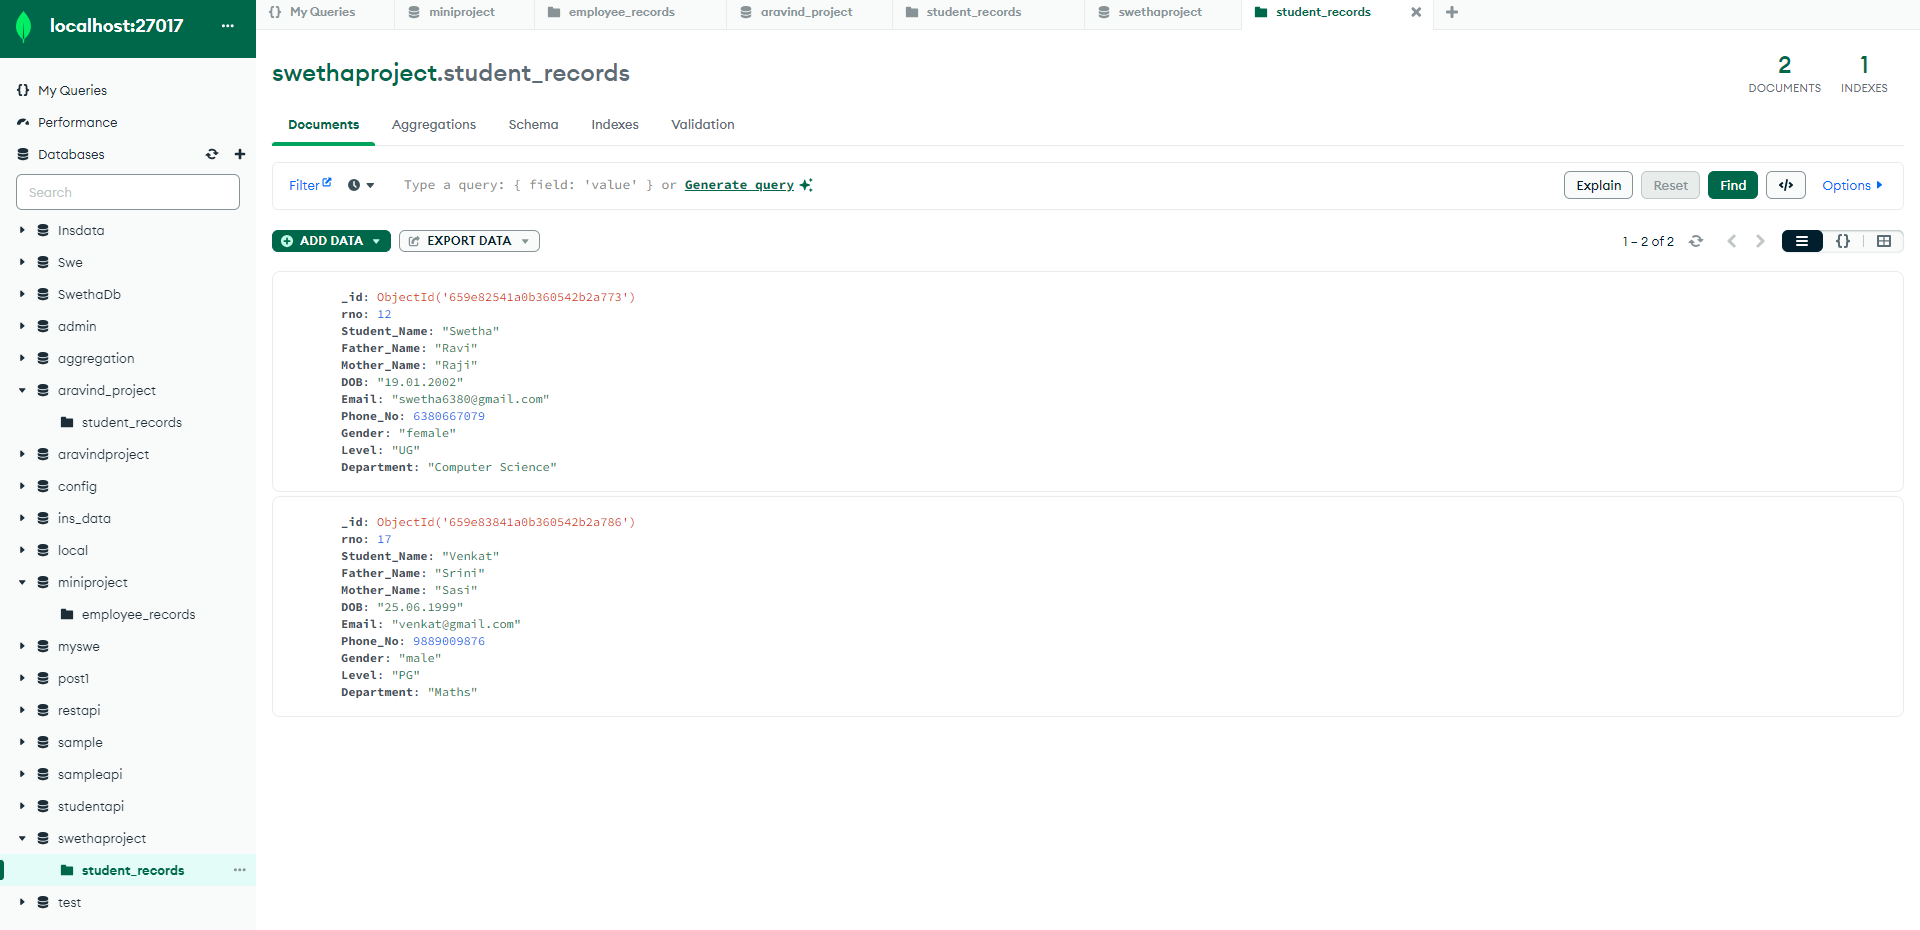 localhost:27017
My Queries
Performance
Databases
Search
Insdata
Swe
SwethaDb
admin
aggregation
aravind_project
student_records
aravindproject
config
ins_data
local
miniproject
employee_records
myswe
post1
restapi
sample
sampleapi
studentapi
swethaproject
student_records
test
My Queries miniproject employee_records aravind_project student_records swethaproject student_records
swethaproject.student_records
2 1
DOCUMENTS INDEXES
Documents Aggregations Schema Indexes Validation
Filter Type a query: { field: 'value' } or Generate query Explain Reset Find </> Options
ADD DATA EXPORT DATA 1 – 2 of 2 {}
_id: ObjectId('659e82541a0b360542b2a773')
rno: 12
Student_Name: "Swetha"
Father_Name: "Ravi"
Mother_Name: "Raji"
DOB: "19.01.2002"
Email: "swetha6380@gmail.com"
Phone_No: 6380667079
Gender: "female"
Level: "UG"
Department: "Computer Science"
_id: ObjectId('659e83841a0b360542b2a786')
rno: 17
Student_Name: "Venkat"
Father_Name: "Srini"
Mother_Name: "Sasi"
DOB: "25.06.1999"
Email: "venkat@gmail.com"
Phone_No: 9889009876
Gender: "male"
Level: "PG"
Department: "Maths"